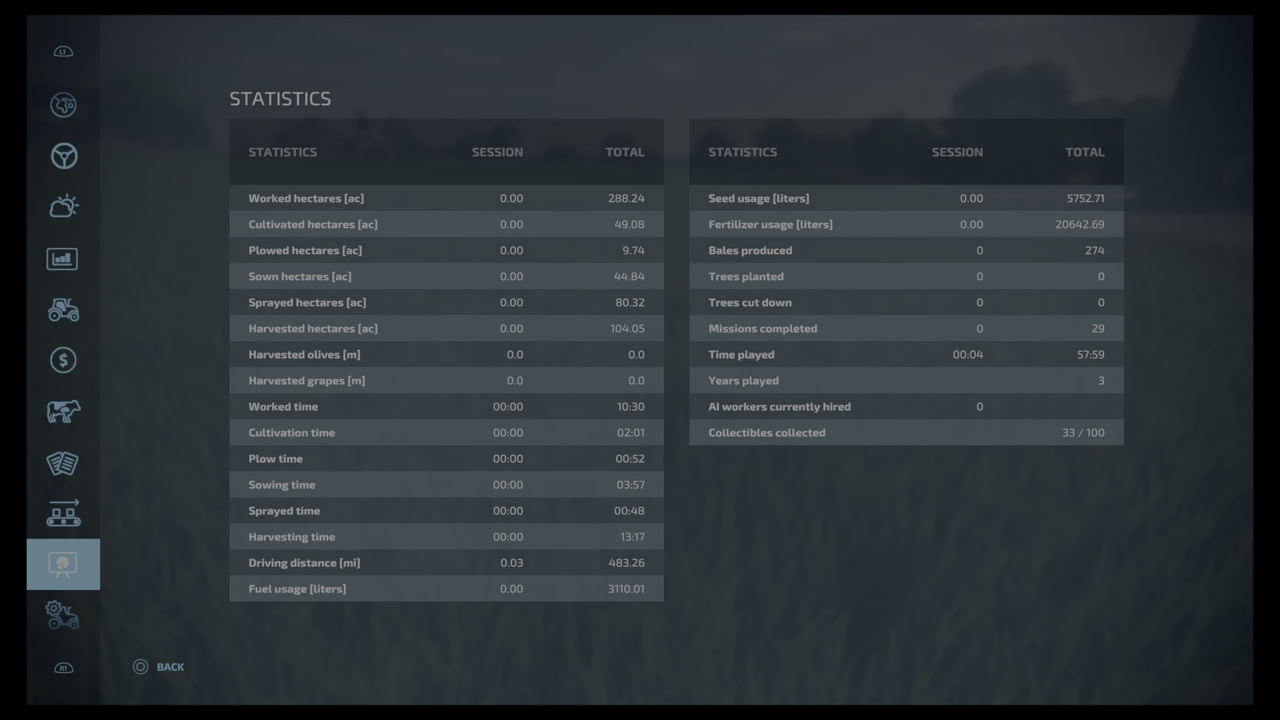 L1
STATISTICS
STATISTICS SESSION TOTAL
Worked hectares [ac] 0.00 288.24
Cultivated hectares [ac] 0.00 49.08
Plowed hectares [ac] 0.00 9.74
Sown hectares [ac] 0.00 44.84
Sprayed hectares [ac] 0.00 80.32
Harvested hectares [ac] 0.00 104.05
Harvested olives [m] 0.0 0.0
Harvested grapes [m] 0.0 0.0
Worked time 00:00 10:30
Cultivation time 00:00 02:01
Plow time 00:00 00:52
Sowing time 00:00 03:57
Sprayed time 00:00 00:48
Harvesting time 00:00 13:17
Driving distance [mi] 0.03 483.26
Fuel usage [liters] 0.00 3110.01
STATISTICS SESSION TOTAL
Seed usage [liters] 0.00 5752.71
Fertilizer usage [liters] 0.00 20642.69
Bales produced 0 274
Trees planted 0 0
Trees cut down 0 0
Missions completed 0 29
Time played 00:04 57:59
Years played 3
AI workers currently hired 0
Collectibles collected 33 / 100
R1
BACK